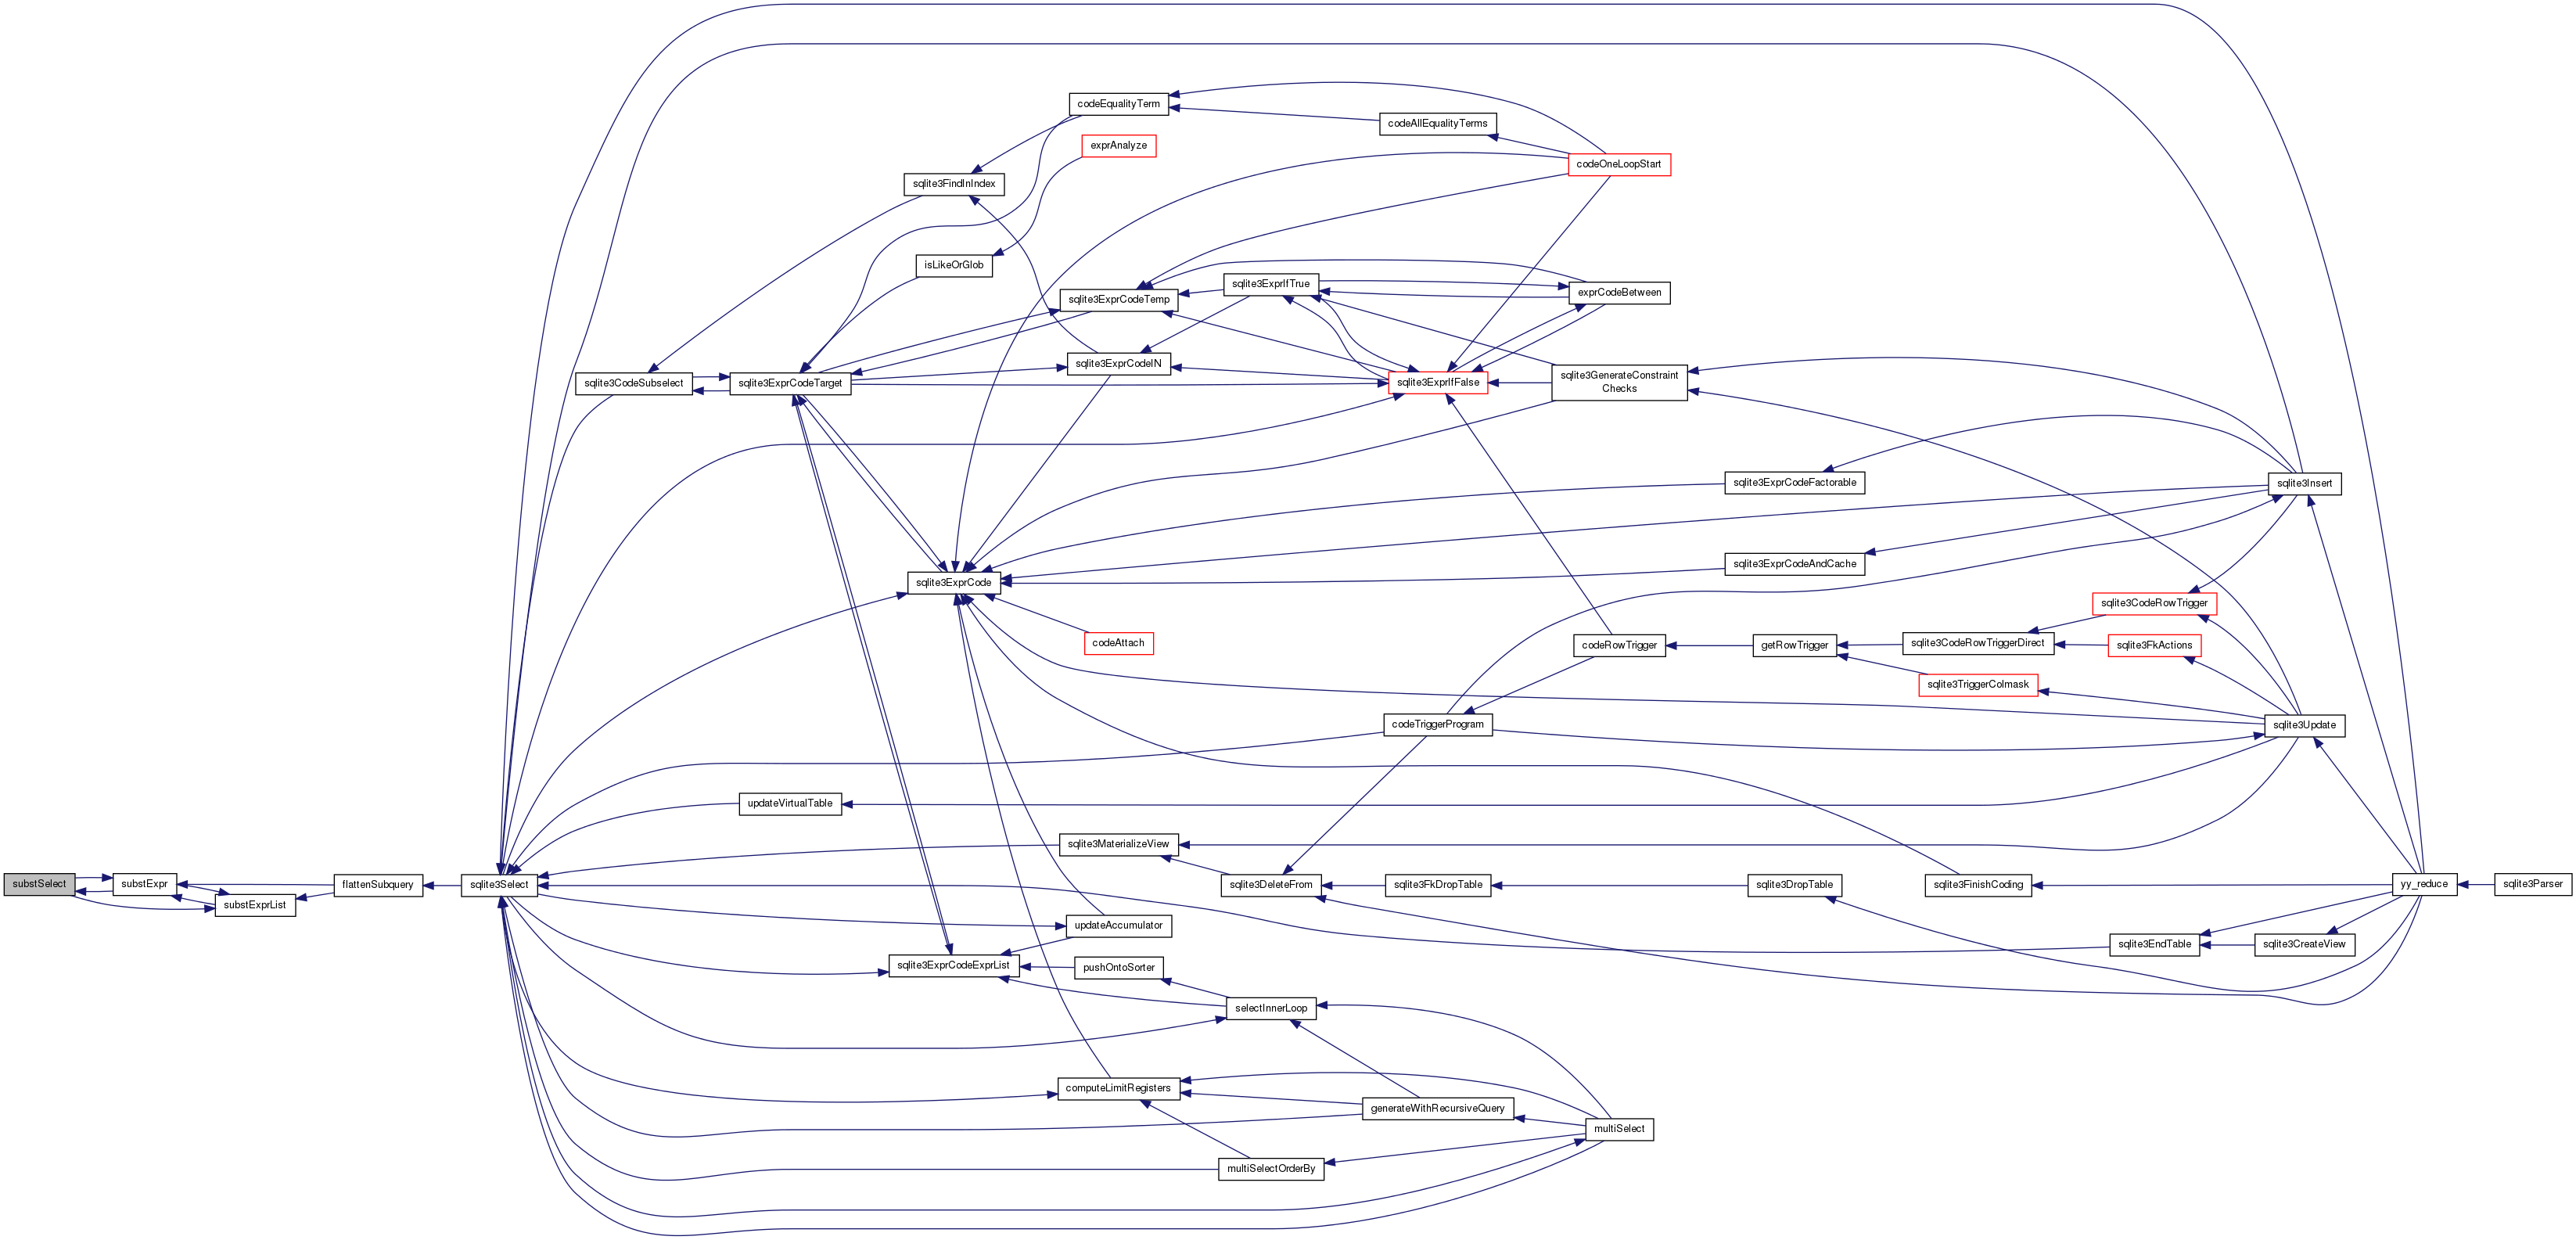 codeEqualityTerm
codeAllEqualityTerms
exprAnalyze
codeOneLoopStart
sqlite3FindInIndex
isLikeOrGlob
sqlite3ExprIfTrue
exprCodeBetween
sqlite3ExprCodeTemp
sqlite3ExprCodeIN
sqlite3CodeSubselect
sqlite3ExprCodeTarget
sqlite3ExprIfFalse
sqlite3GenerateConstraint
Checks
sqlite3ExprCodeFactorable
sqlite3Insert
sqlite3ExprCodeAndCache
sqlite3ExprCode
sqlite3CodeRowTrigger
codeAttach
codeRowTrigger
getRowTrigger
sqlite3CodeRowTriggerDirect
sqlite3FkActions
sqlite3TriggerColmask
codeTriggerProgram
sqlite3Update
updateVirtualTable
sqlite3MaterializeView
substSelect
substExpr
substExprList
flattenSubquery
sqlite3Select
sqlite3DeleteFrom
sqlite3FkDropTable
sqlite3DropTable
sqlite3FinishCoding
yy_reduce
sqlite3Parser
updateAccumulator
sqlite3EndTable
sqlite3CreateView
sqlite3ExprCodeExprList
pushOntoSorter
selectInnerLoop
computeLimitRegisters
generateWithRecursiveQuery
multiSelect
multiSelectOrderBy